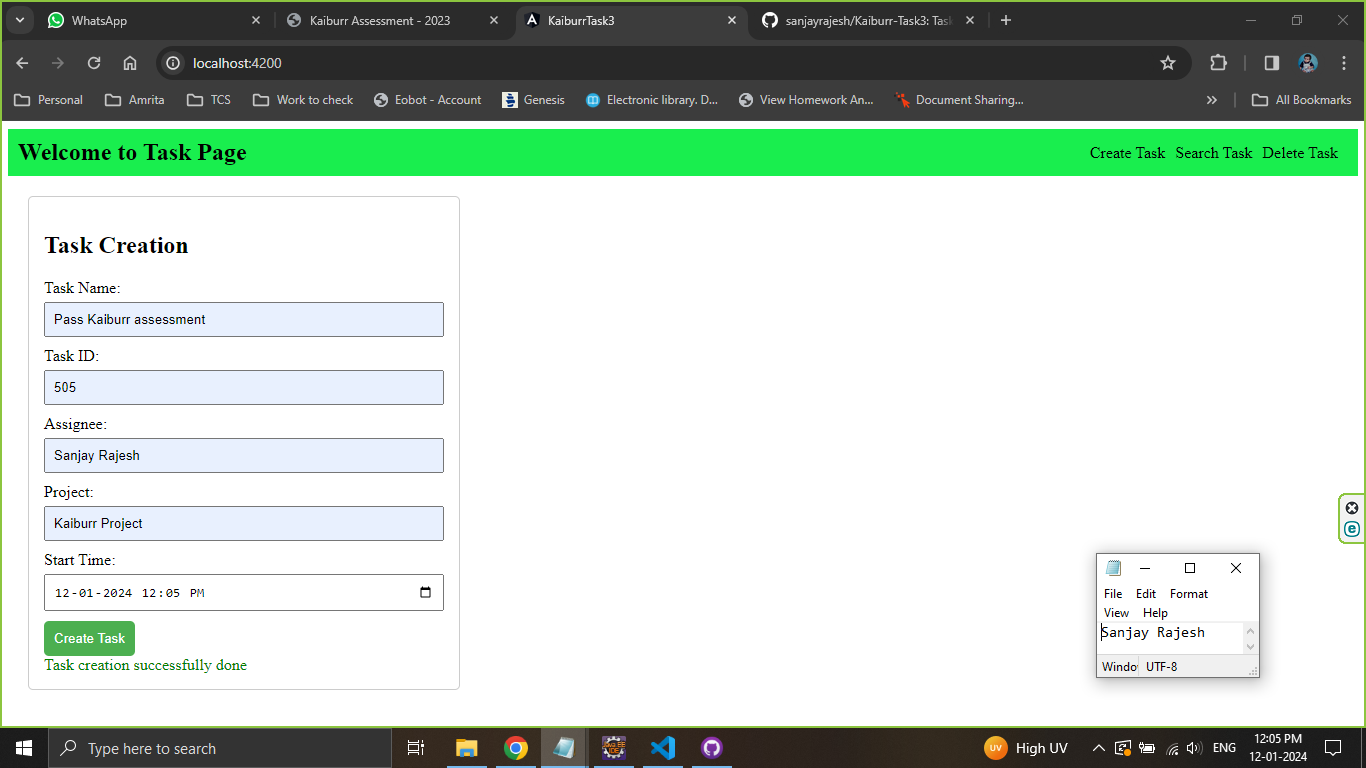 WhatsApp
Kaiburr Assessment - 2023
KaiburrTask3
sanjayrajesh/Kaiburr-Task3: Task
localhost:4200
Personal
Amrita
TCS
Work to check
Eobot - Account
Genesis
Electronic library. D...
View Homework An...
Document Sharing...
»
All Bookmarks
Welcome to Task Page
Create Task Search Task Delete Task
Task Creation
Task Name:
Pass Kaiburr assessment
Task ID:
505
Assignee:
Sanjay Rajesh
Project:
Kaiburr Project
Start Time:
12-01-2024 12:05 PM
Create Task
Task creation successfully done
File Edit Format
View Help
Sanjay Rajesh
Windo UTF-8
Type here to search
UV
High UV
ENG
12:05 PM
12-01-2024